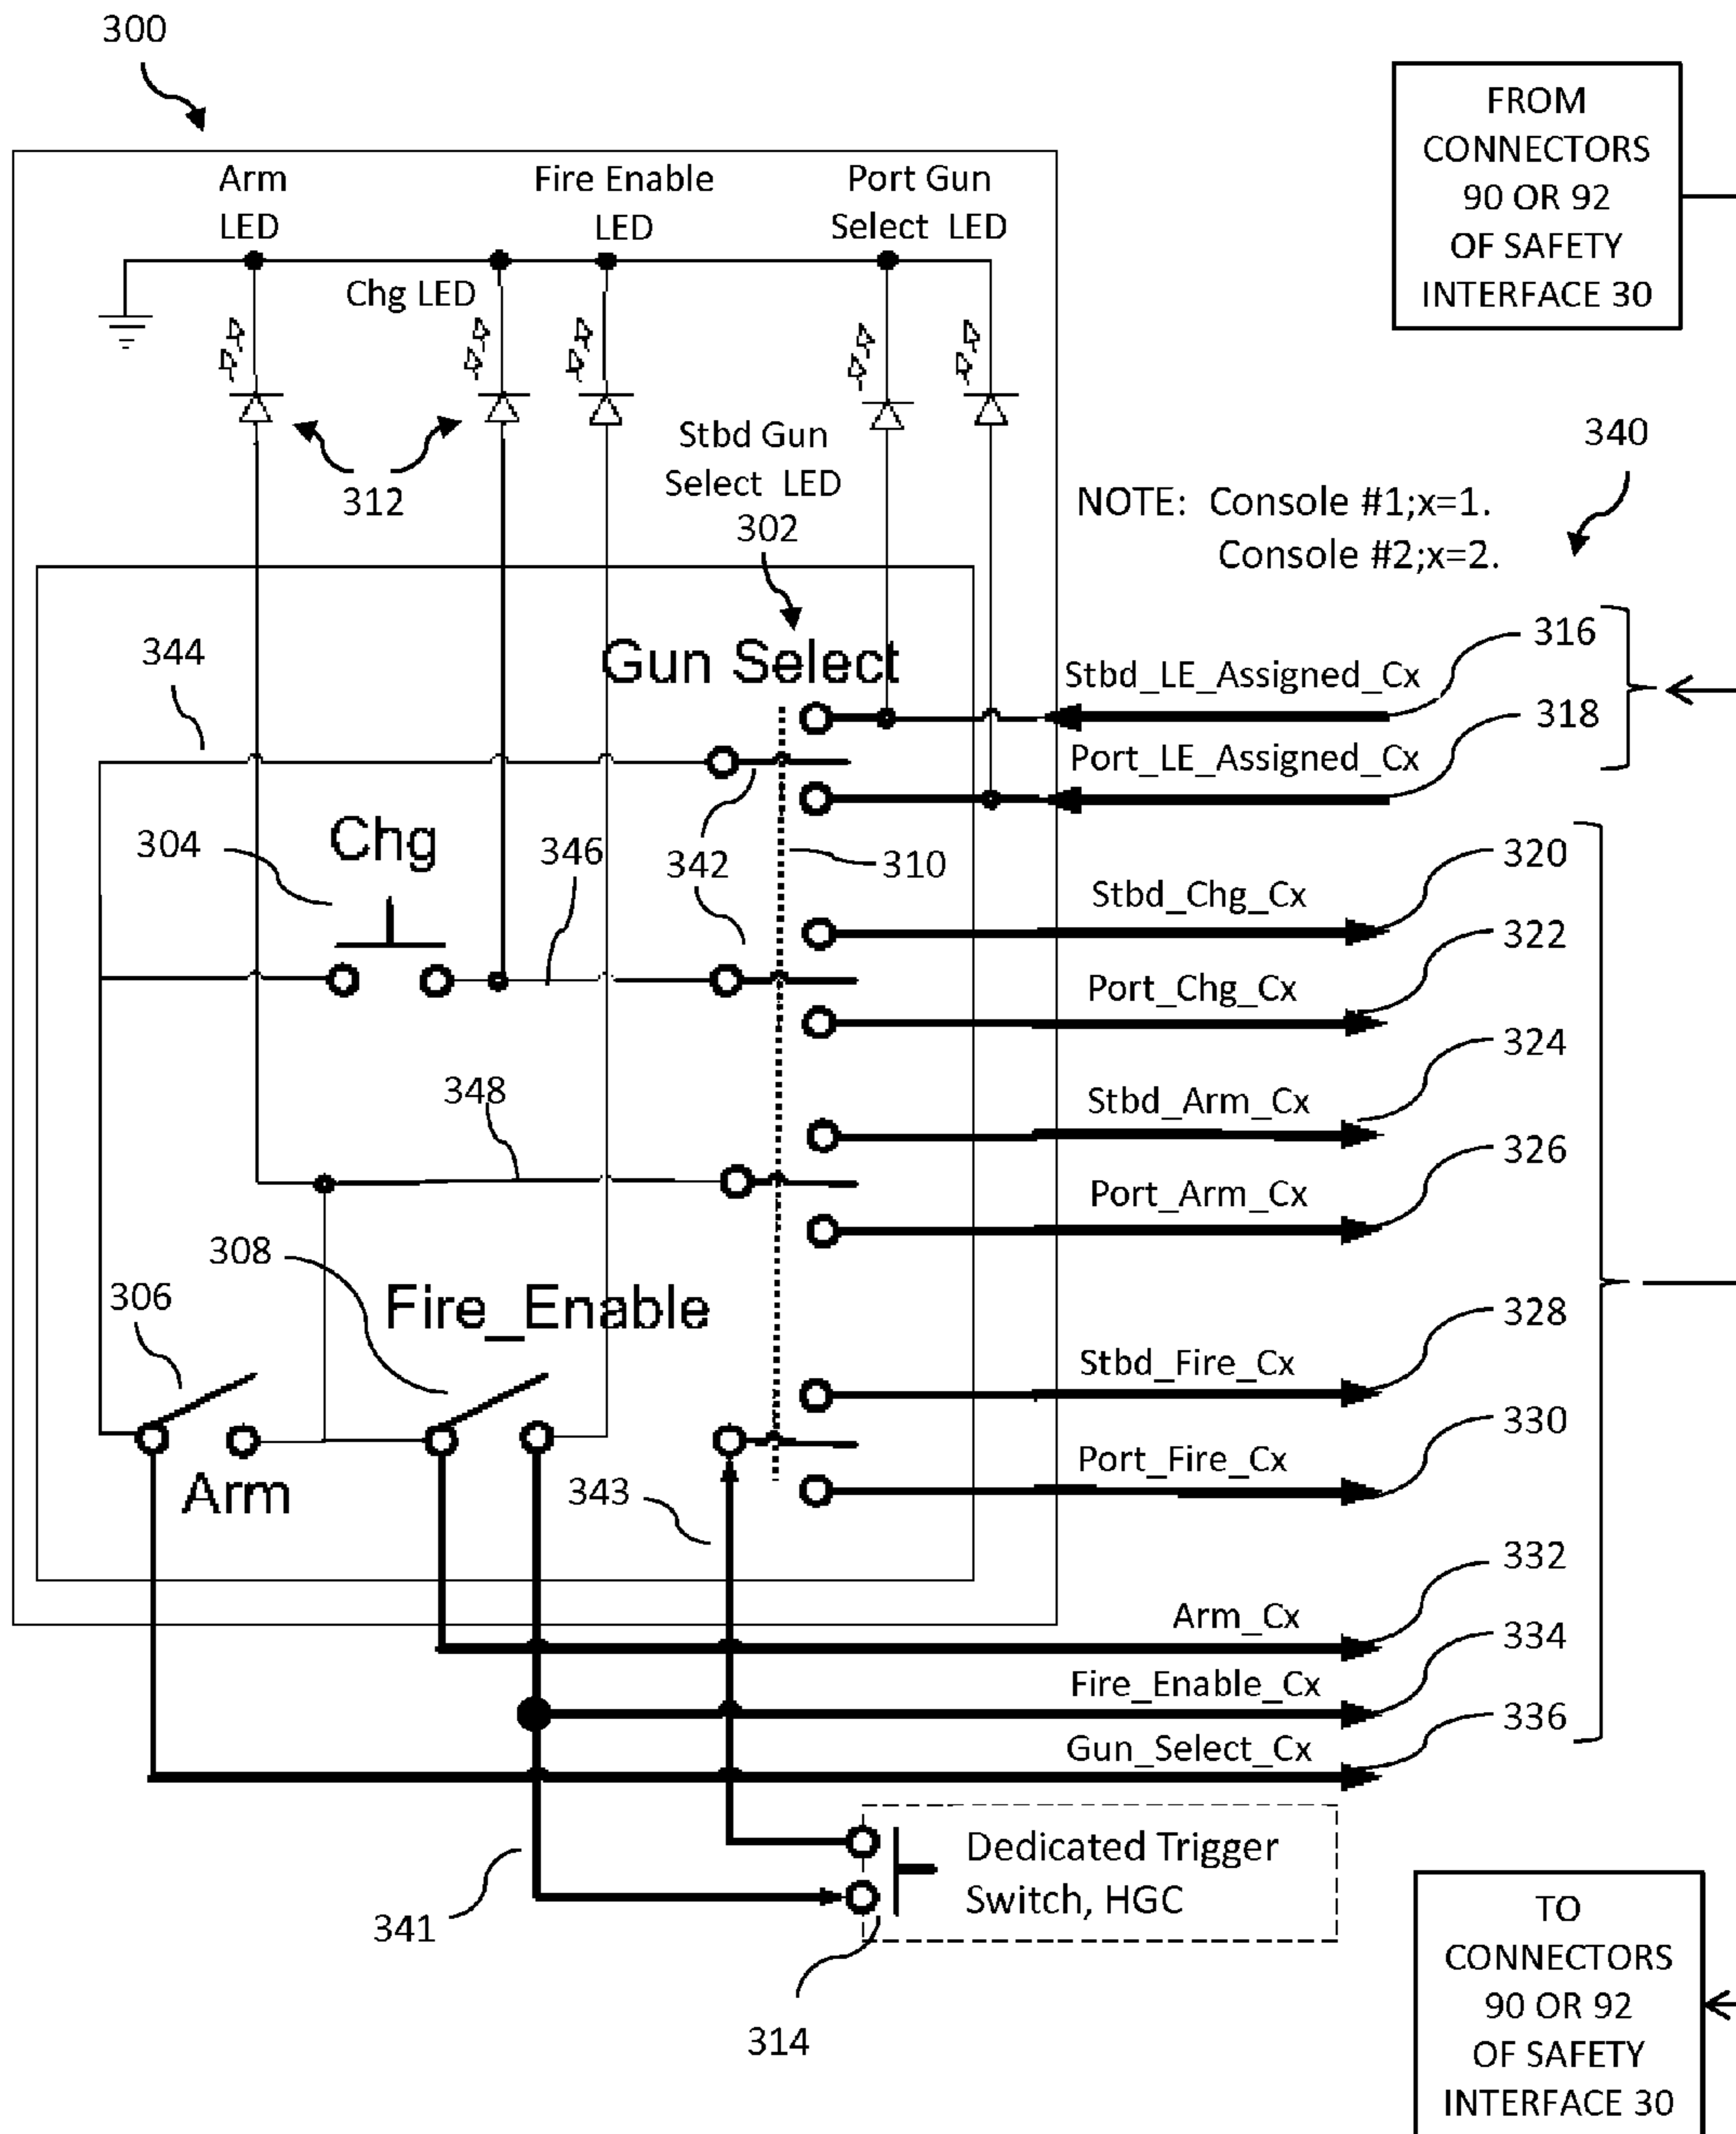 300
FROM
CONNECTORS
90 OR 92
OF SAFETY
INTERFACE 30
Arm
LED
Fire Enable
LED
Port Gun
Select LED
Chg LED
312
Stbd Gun
Select LED
302
340
NOTE: Console #1;x=1.
Console #2;x=2.
344
Gun Select
Stbd_LE_Assigned_Cx
316
Port_LE_Assigned_Cx
318
304
Chg
346
342
310
Stbd_Chg_Cx
320
Port_Chg_Cx
322
348
Stbd_Arm_Cx
324
Port_Arm_Cx
326
308
306
Fire_Enable
Stbd_Fire_Cx
328
Port_Fire_Cx
330
Arm
343
Arm_Cx
332
Fire_Enable_Cx
334
Gun_Select_Cx
336
341
Dedicated Trigger
Switch, HGC
314
TO
CONNECTORS
90 OR 92
OF SAFETY
INTERFACE 30